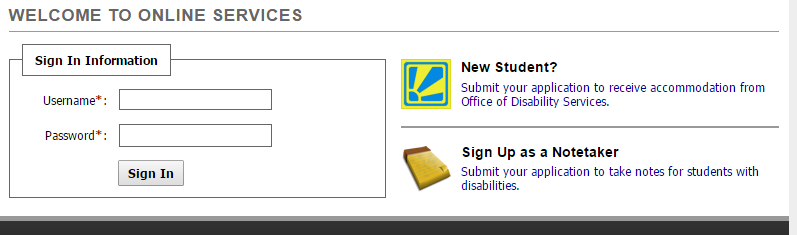 WELCOME TO ONLINE SERVICES
Sign In Information
Username*:
Password*:
Sign In
New Student?
Submit your application to receive accommodation from
Office of Disability Services.
Sign Up as a Notetaker
Submit your application to take notes for students with
disabilities.